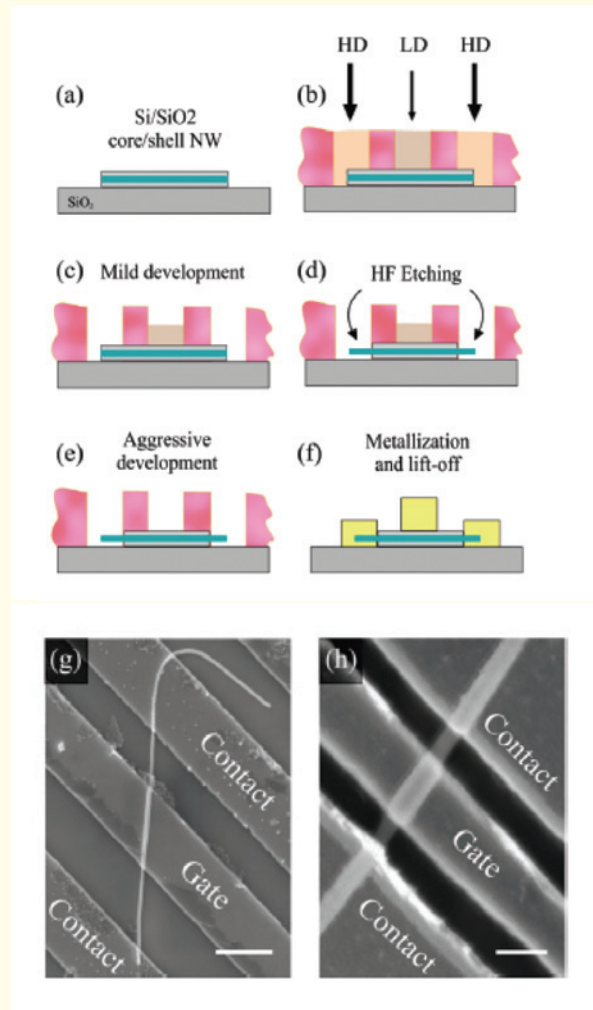 HD LD HD
(a) (b)
Si/SiO2
core/shell NW
SiO2
(c) Mild development (d) HF Etching
Aggressive
(e) development
Metallization
(f) and lift-off
(g)
Contact
Gate
Contact
(h)
Contact
Gate
Contact